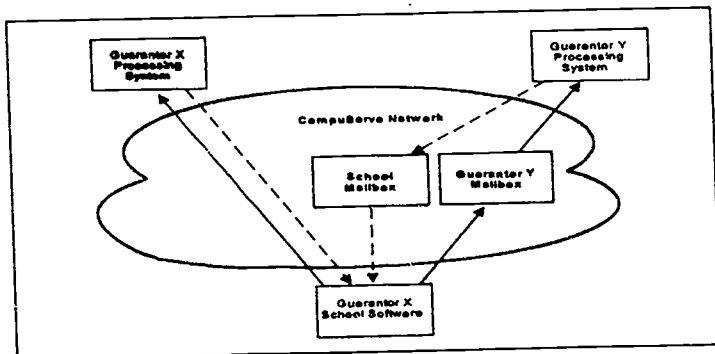 Guarantor X
Processing
System
Guarantor Y
Processing
System
CompuServe Network
School
Mailbox
Guarantor Y
Mailbox
Guarantor X
School Software